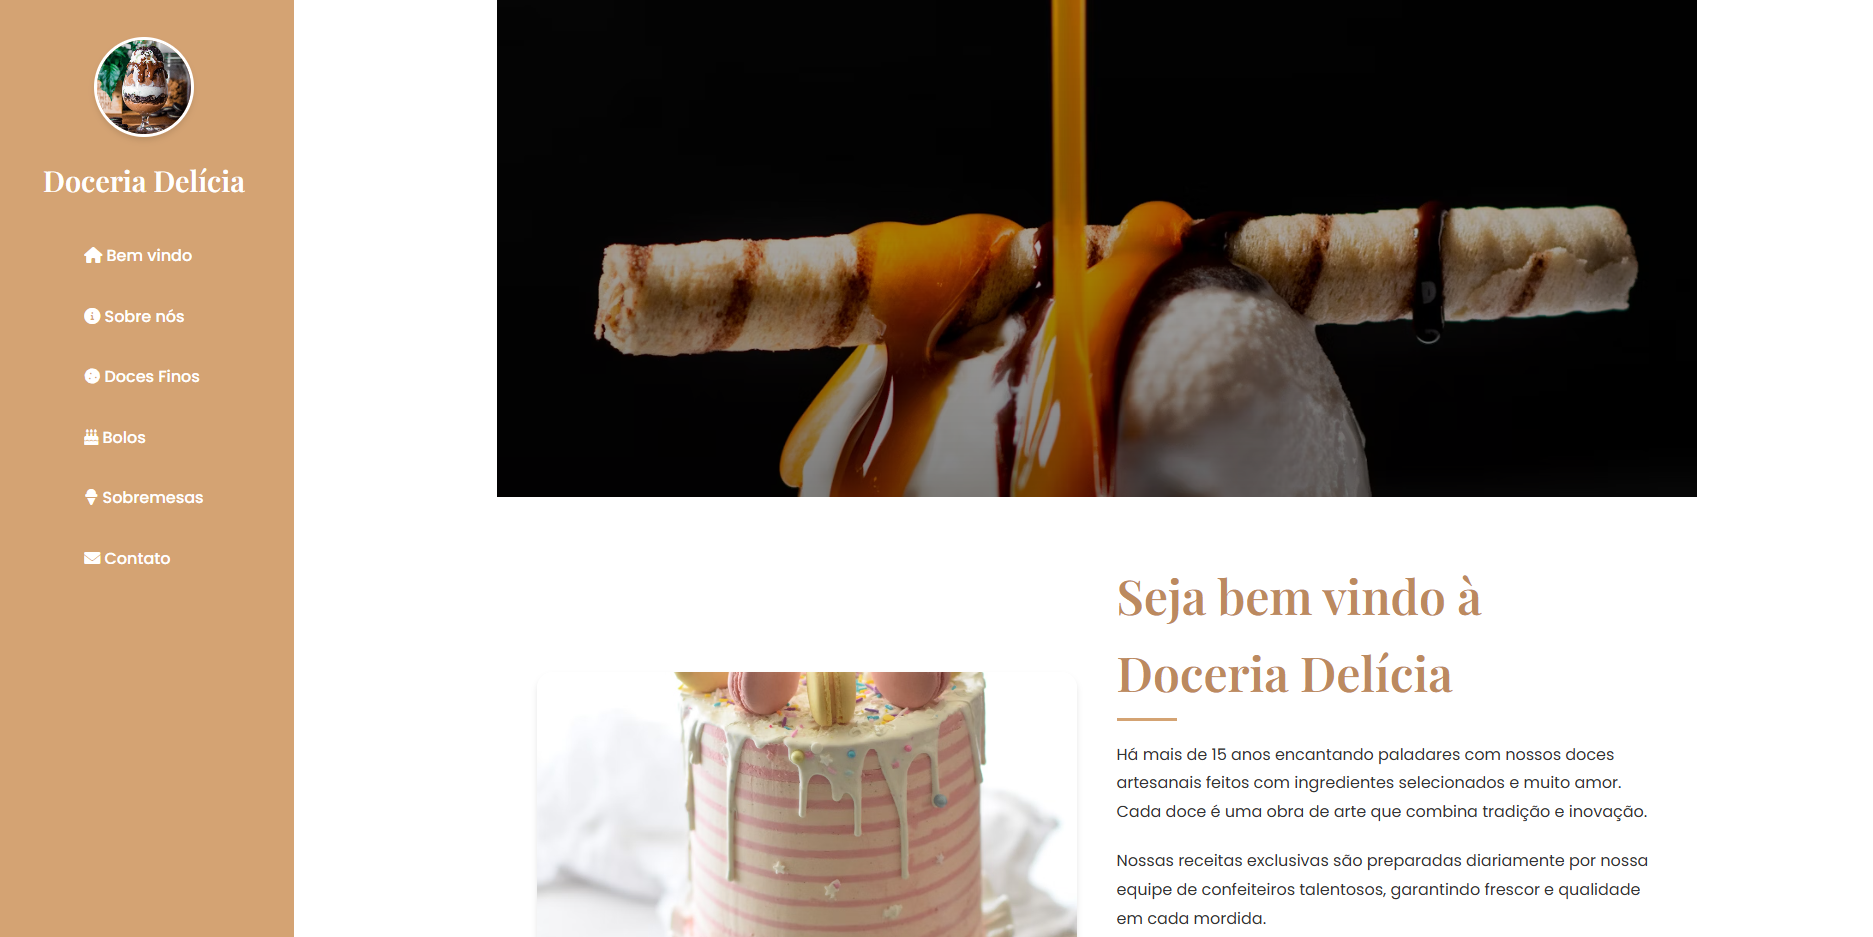 Doceria Delícia
Bem vindo
Sobre nós
Doces Finos
Bolos
Sobremesas
Contato
Seja bem vindo à
Doceria Delícia
Há mais de 15 anos encantando paladares com nossos doces
artesanais feitos com ingredientes selecionados e muito amor.
Cada doce é uma obra de arte que combina tradição e inovação.
Nossas receitas exclusivas são preparadas diariamente por nossa
equipe de confeiteiros talentosos, garantindo frescor e qualidade
em cada mordida.